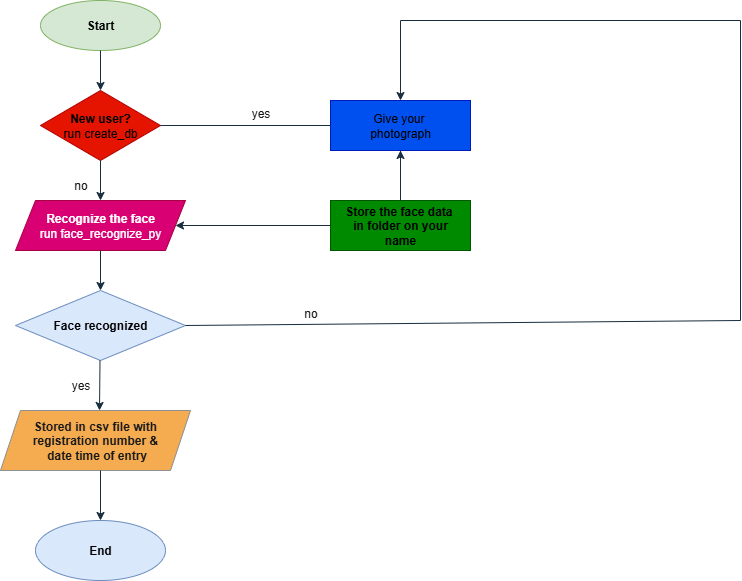 Start
New user?
run create_db
yes
Give your
photograph
no
Recognize the face
run face_recognize_py
Store the face data
in folder on your
name
Face recognized
no
yes
Stored in csv file with
registration number &
date time of entry
End